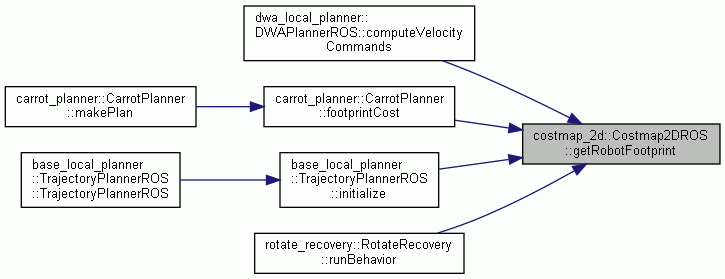 dwa_local_planner::
DWAPlannerROS::computeVelocity
Commands
carrot_planner::CarrotPlanner
::makePlan
carrot_planner::CarrotPlanner
::footprintCost
costmap_2d::Costmap2DROS
::getRobotFootprint
base_local_planner
::TrajectoryPlannerROS
::TrajectoryPlannerROS
base_local_planner
::TrajectoryPlannerROS
::initialize
rotate_recovery::RotateRecovery
::runBehavior